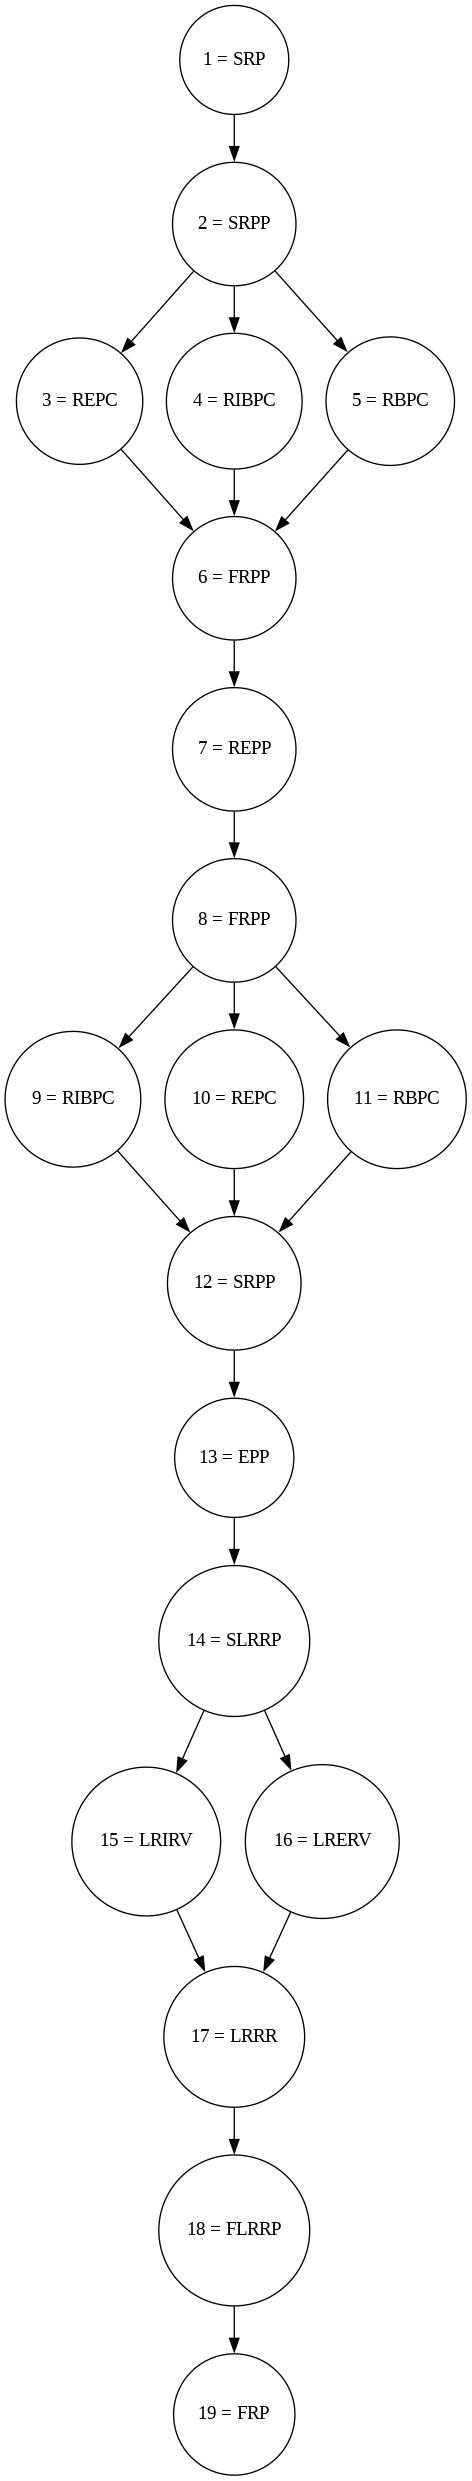 1 = SRP
2 = SRPP
3 = REPC
4 = RIBPC
5 = RBPC
6 = FRPP
7 = REPP
8 = FRPP
9 = RIBPC
10 = REPC
11 = RBPC
12 = SRPP
13 = EPP
14 = SLRRP
15 = LRIRV
16 = LRERV
17 = LRRR
18 = FLRRP
19 = FRP